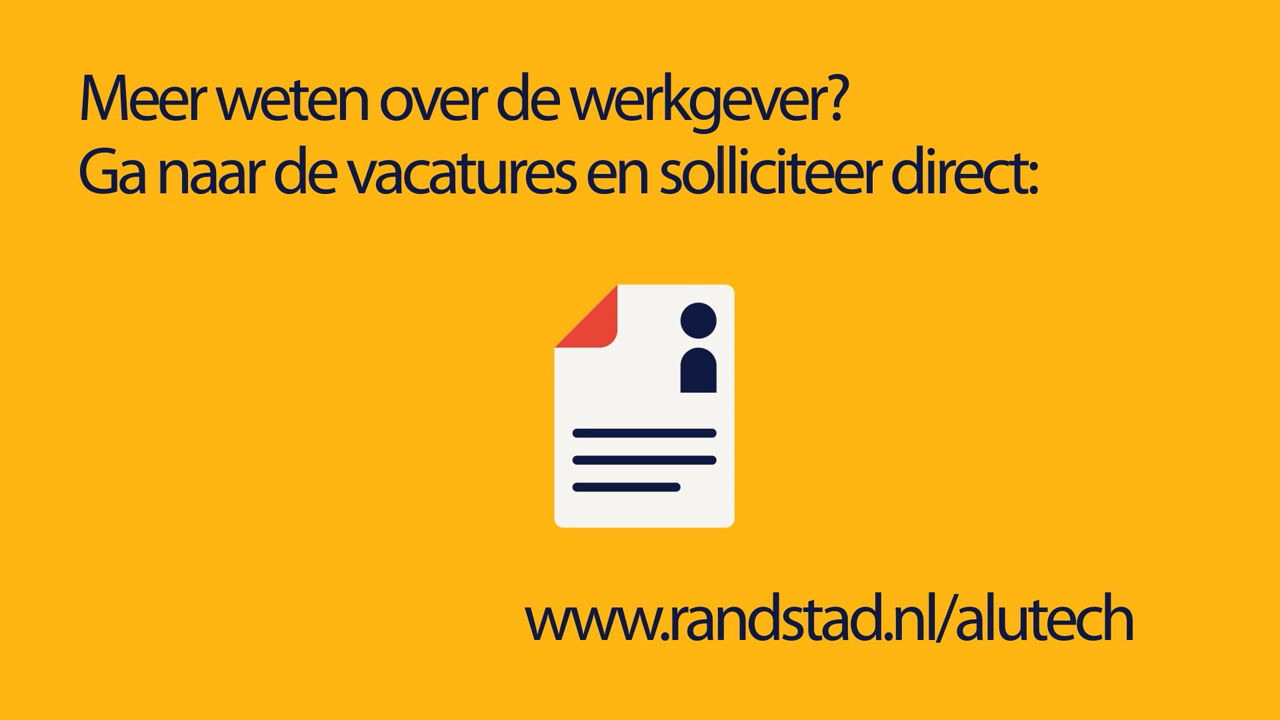 Meer weten over de werkgever?
Ga naar de vacatures en solliciteer direct:
www.randstad.nl/alutech